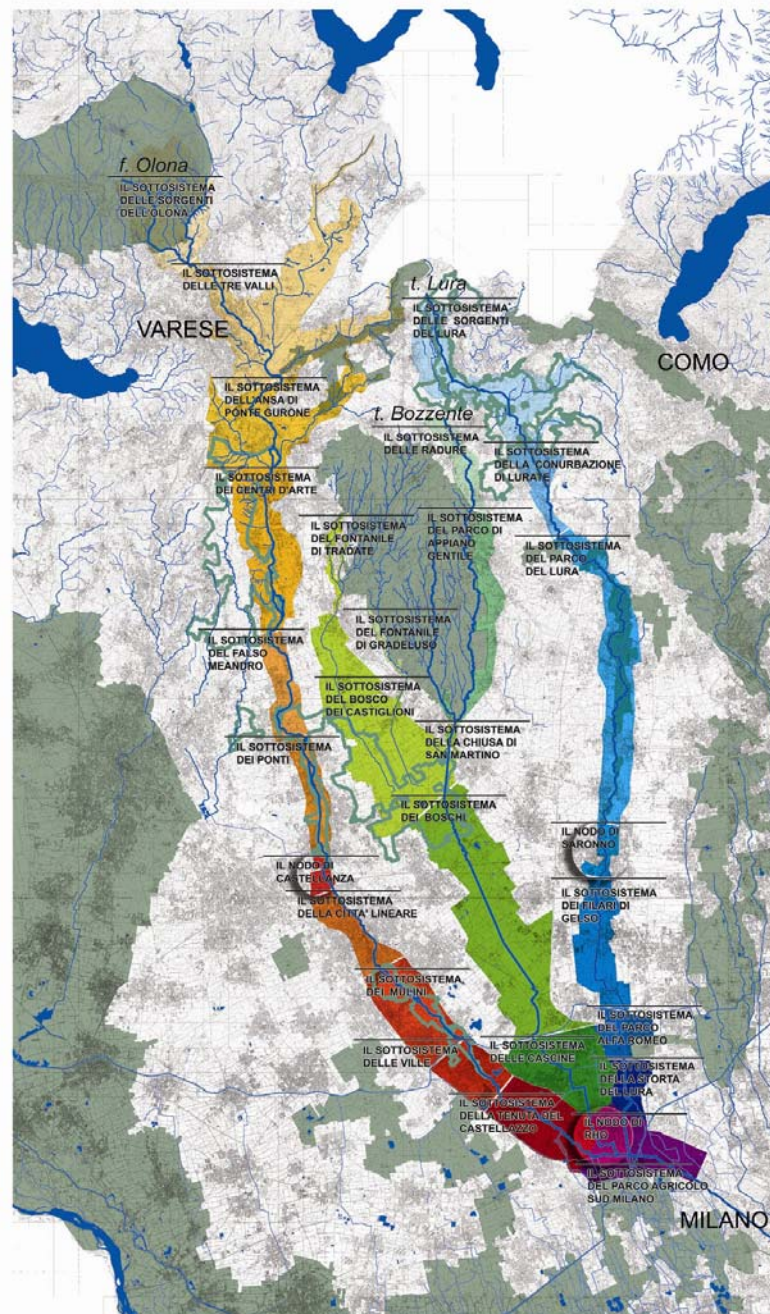 f. Olona
IL SOTTOSISTEMA
DELLE SORGENTI
DELL'OLONA
IL SOTTOSISTEMA
DELLE TRE VALLI
t. Lura
IL SOTTOSISTEMA
DELLE SORGENTI
DEL LURA
VARESE
COMO
IL SOTTOSISTEMA
DELL'ANSA DI
PONTE GURONE
t. Bozzente
IL SOTTOSISTEMA
DELLE RADURE
IL SOTTOSISTEMA
DELLA CONURBAZIONE
DI LURATE
IL SOTTOSISTEMA
DEI CENTRI D'ARTE
IL SOTTOSISTEMA
DEL FONTANILE
DI TRADATE
IL SOTTOSISTEMA
DEL PARCO DI
APPIANO
GENTILE
IL SOTTOSISTEMA
DEL PARCO
DEL LURA
IL SOTTOSISTEMA
DEL FONTANILE
DI GRADELUSO
IL SOTTOSISTEMA
DEL FALSO
MEANDRO
IL SOTTOSISTEMA
DEL BOSCO
DEI CASTIGLIONI
IL SOTTOSISTEMA
DELLA CHIUSA DI
SAN MARTINO
IL SOTTOSISTEMA
DEI PONTI
IL SOTTOSISTEMA
DEI BOSCHI
IL NODO DI
SARONNO
IL NODO DI
CASTELLANZA
IL SOTTOSISTEMA
DELLA CITTA' LINEARE
IL SOTTOSISTEMA
DEI FILARI DI
GELSO
IL SOTTOSISTEMA
DEI MULINI
IL SOTTOSISTEMA
DEL PARCO
ALFA ROMEO
IL SOTTOSISTEMA
DELLE VILLE
IL SOTTOSISTEMA
DELLE CASCINE
IL SOTTOSISTEMA
DELLA STORTA
DEL LURA
IL SOTTOSISTEMA
DELLA TENUTA DEL
CASTELLAZZO
IL NODO DI
RHO
IL SOTTOSISTEMA
DEL PARCO AGRICOLO
SUD MILANO
MILANO